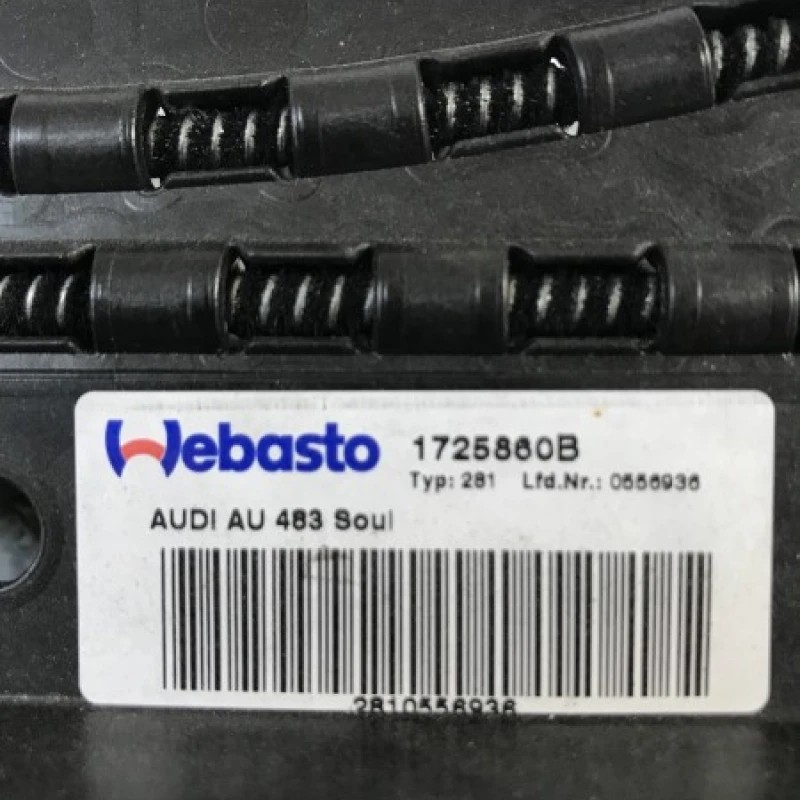 Webasto 1725860B
Typ: 281 Lfd.Nr.: 0556936
AUDI AU 483 Soul
2810556936